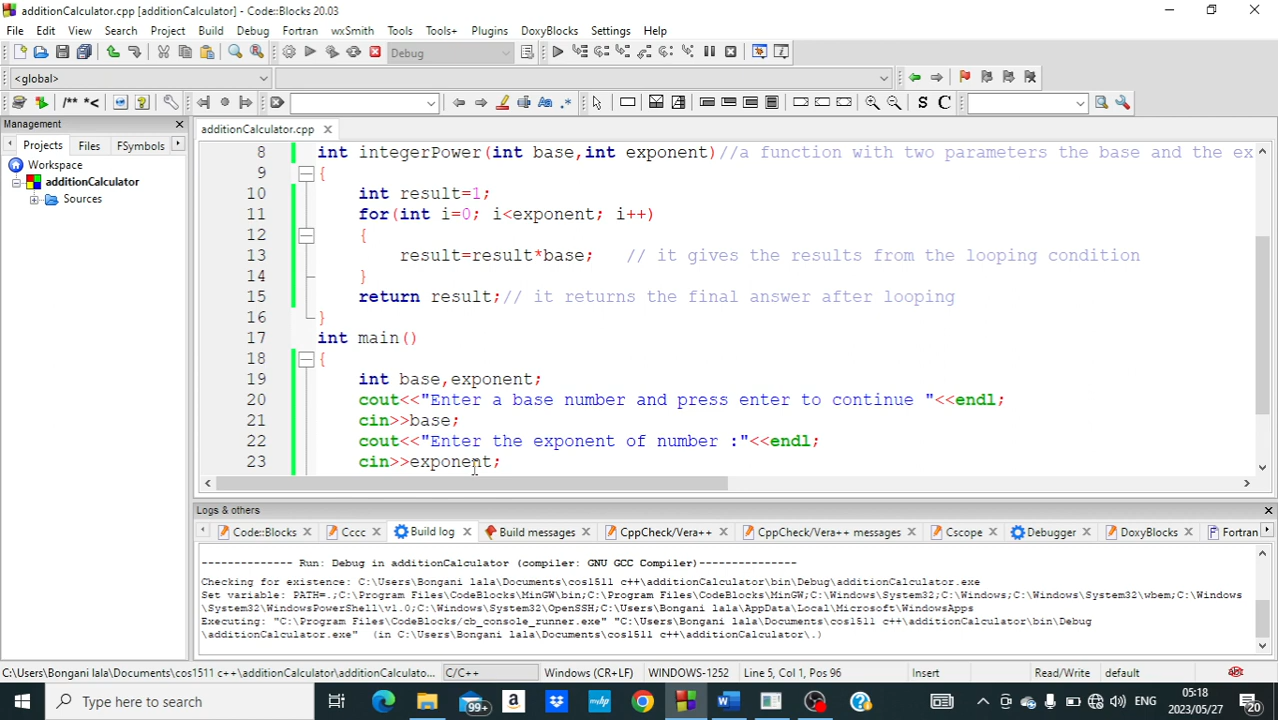 additionCalculator.cpp [additionCalculator] - Code::Blocks 20.03
File Edit View Search Project Build Debug Fortran wxSmith Tools Tools+ Plugins DoxyBlocks Settings Help
Debug
<global>
/** *<
S C
Management
additionCalculator.cpp
Projects Files FSymbols
Workspace
additionCalculator
Sources
8 int integerPower(int base,int exponent)//a function with two parameters the base and the ex
9 {
10 int result=1;
11 for(int i=0; i<exponent; i++)
12 {
13 result=result*base; // it gives the results from the looping condition
14 }
15 return result;// it returns the final answer after looping
16 }
17 int main()
18 {
19 int base,exponent;
20 cout<<"Enter a base number and press enter to continue "<<endl;
21 cin>>base;
22 cout<<"Enter the exponent of number :"<<endl;
23 cin>>exponent;
Logs & others
Code::Blocks Cccc Build log Build messages CppCheck/Vera++ CppCheck/Vera++ messages Cscope Debugger DoxyBlocks Fortran
-------------- Run: Debug in additionCalculator (compiler: GNU GCC Compiler)---------------
Checking for existence: C:\Users\Bongani lala\Documents\cos1511 c++\additionCalculator\bin\Debug\additionCalculator.exe
Set variable: PATH=.;C:\Program Files\CodeBlocks\MinGW\bin;C:\Program Files\CodeBlocks\MinGW;C:\Windows\System32;C:\Windows;C:\Windows\System32\wbem;C:\Windows
\System32\WindowsPowerShell\v1.0;C:\Windows\System32\OpenSSH;C:\Users\Bongani lala\AppData\Local\Microsoft\WindowsApps
Executing: "C:\Program Files\CodeBlocks/cb_console_runner.exe" "C:\Users\Bongani lala\Documents\cos1511 c++\additionCalculator\bin\Debug
\additionCalculator.exe" (in C:\Users\Bongani lala\Documents\cos1511 c++\additionCalculator\.)
C:\Users\Bongani lala\Documents\cos1511 c++\additionCalculator\additionCalculato... C/C++ Windows (CR+LF) WINDOWS-1252 Line 5, Col 1, Pos 96 Insert Read/Write default
Type here to search
99+
ENG
05:18
2023/05/27
20